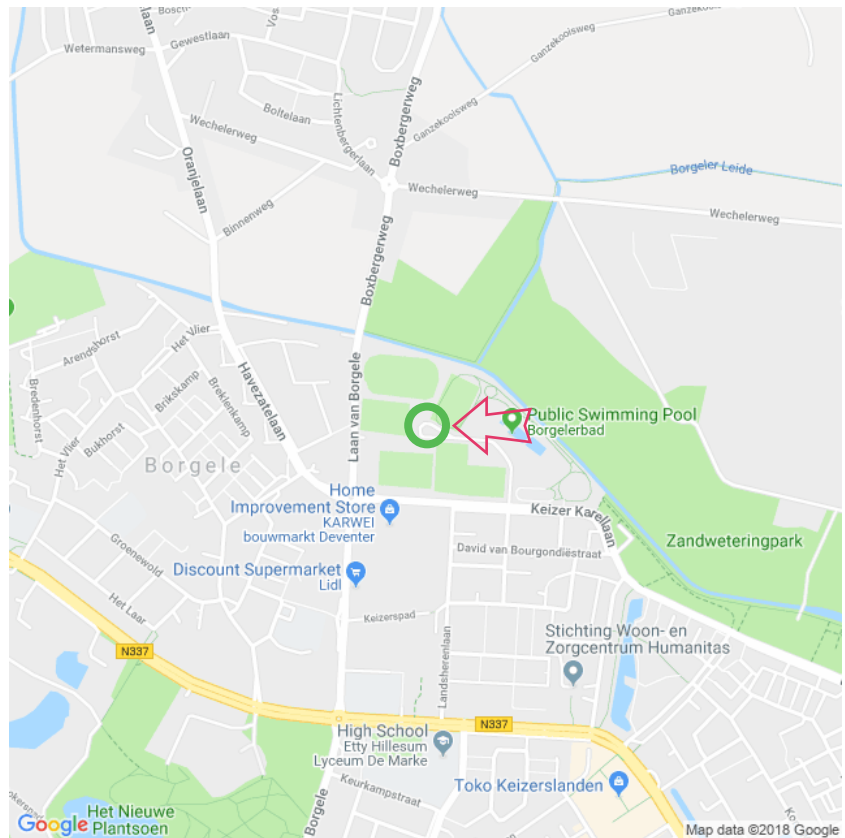 Bosch
Vos
Ganzekooisweg
Ganzekooisweg
Gewestlaan
Wetermansweg
Boltelaan
Lichtenbergerlaan
Boxbergerweg
Wechelerweg
Oranjelaan
Borgeler Leide
Wechelerweg
Wechelerweg
Binnenweg
Boxbergerweg
Het Vlier
Arendshorst
Havezatelaan
Laan van Borgele
Bredenhorst
Brikskamp
Breklenkamp
Public Swimming Pool
Borgelerbad
Bukhorst
Het Vlier
Borgele
Home
Improvement Store
KARWEI
bouwmarkt Deventer
Keizer Karellaan
Groenewold
David van Bourgondiëstraat
Zandweteringpark
Discount Supermarket
Lidl
Het Laar
Keizerspad
Landsherenlaan
Stichting Woon- en
Zorgcentrum Humanitas
N337
N337
High School
Etty Hillesum
Lyceum De Marke
Keurkampstraat
Toko Keizerslanden
Borgele
Het Nieuwe
Plantsoen
Google
Map data ©2018 Google